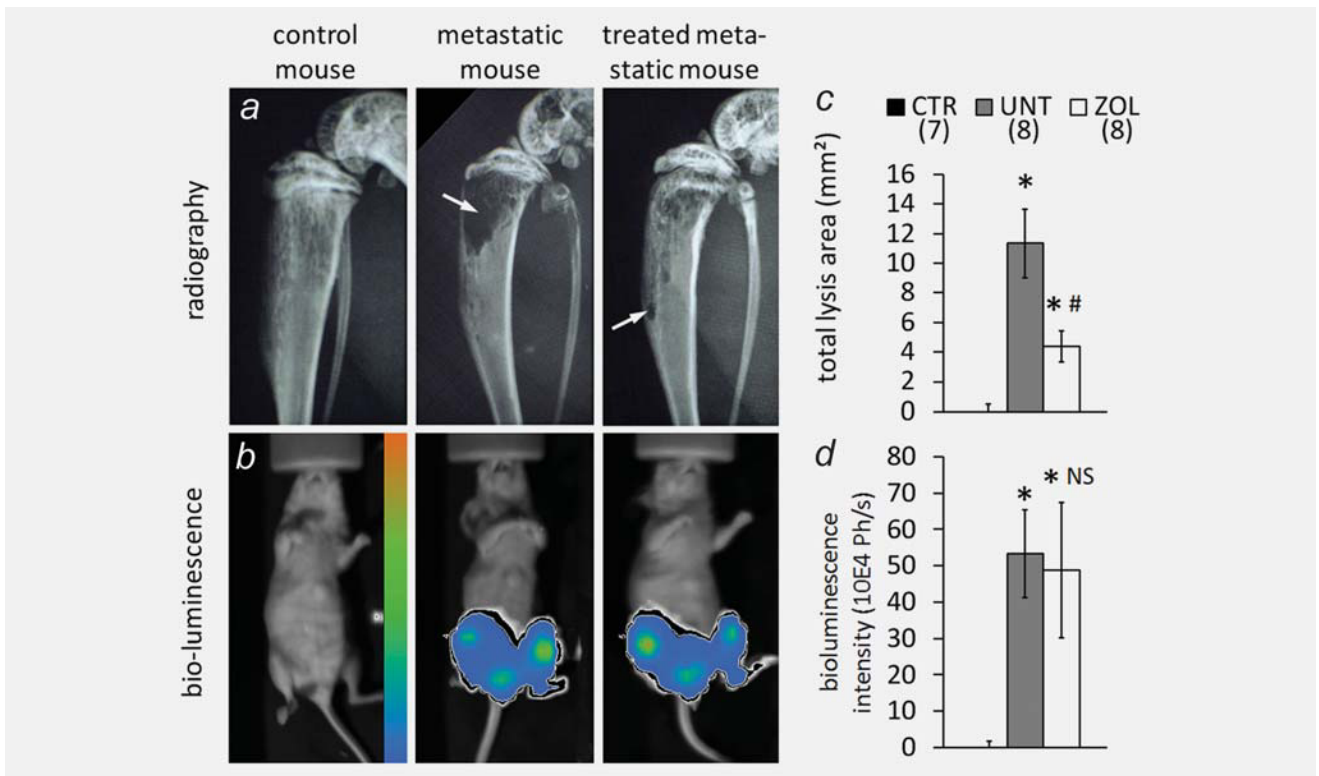 control
mouse
metastatic
mouse
treated meta-
static mouse
radiography
a
bio-luminescence
b
c
CTR
(7)
UNT
(8)
ZOL
(8)
total lysis area (mm²)
16
14
12
10
8
6
4
2
0
*
* #
d
bioluminescence
intensity (10E4 Ph/s)
80
70
60
50
40
30
20
10
0
*
* NS